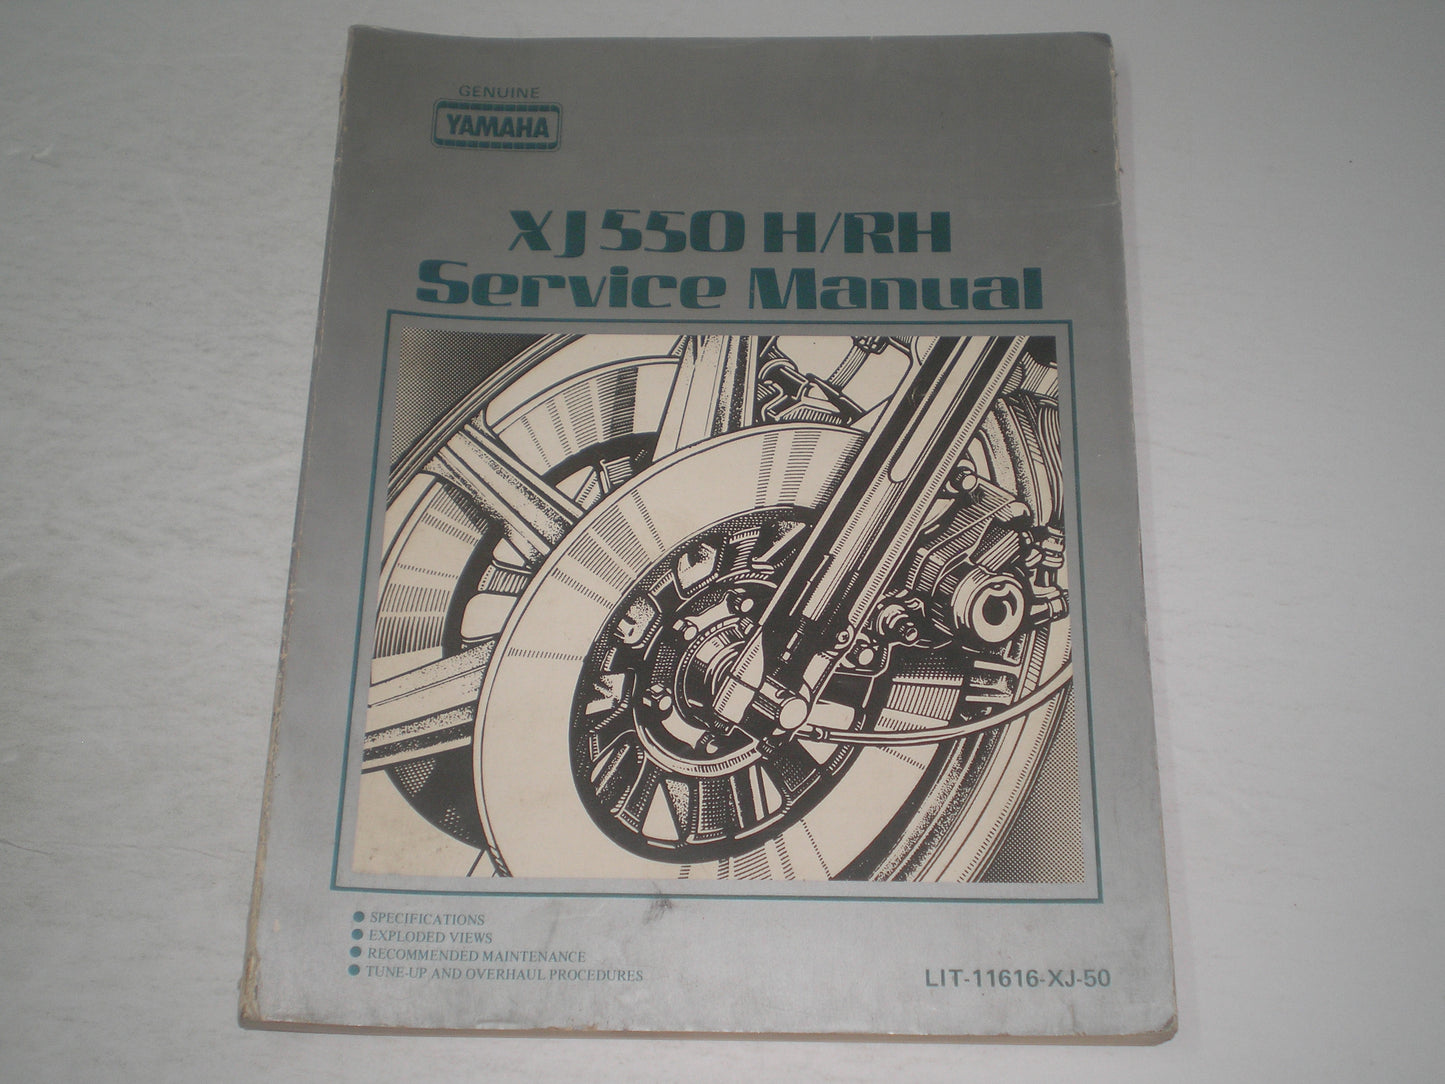 GENUINE
YAMAHA
XJ550 H/RH
Service Manual
● SPECIFICATIONS
● EXPLODED VIEWS
● RECOMMENDED MAINTENANCE
● TUNE-UP AND OVERHAUL PROCEDURES
LIT-11616-XJ-50